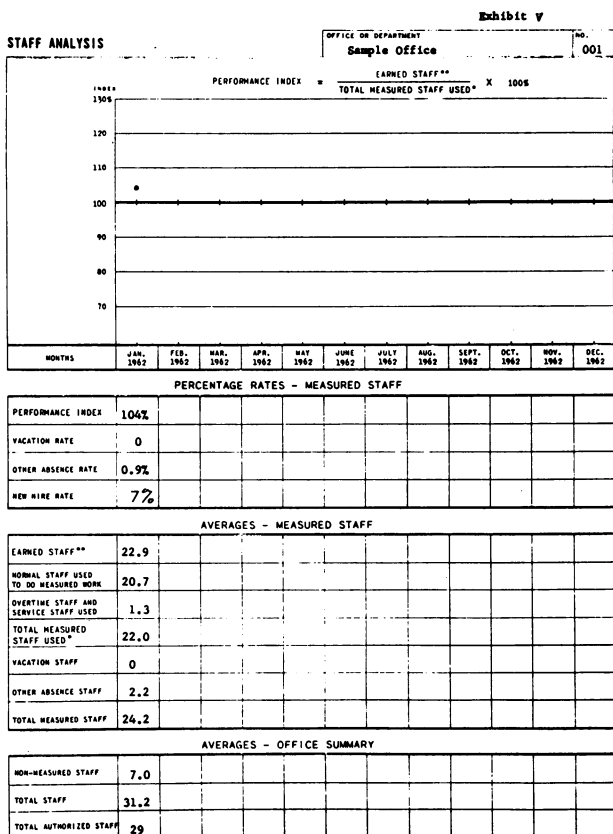 Exhibit V
STAFF ANALYSIS
OFFICE OR DEPARTMENT
Sample Office
NO.
001
PERFORMANCE INDEX = EARNED STAFF** / TOTAL MEASURED STAFF USED* X 100%
INDEX
130%
120
110
100
90
80
70
MONTHS JAN. 1962 FEB. 1962 MAR. 1962 APR. 1962 MAY 1962 JUNE 1962 JULY 1962 AUG. 1962 SEPT. 1962 OCT. 1962 NOV. 1962 DEC. 1962
PERCENTAGE RATES - MEASURED STAFF
PERFORMANCE INDEX 104%
VACATION RATE 0
OTHER ABSENCE RATE 0.9%
NEW HIRE RATE 7%
AVERAGES - MEASURED STAFF
EARNED STAFF** 22.9
NORMAL STAFF USED
TO DO MEASURED WORK 20.7
OVERTIME STAFF AND
SERVICE STAFF USED 1.3
TOTAL MEASURED
STAFF USED* 22.0
VACATION STAFF 0
OTHER ABSENCE STAFF 2.2
TOTAL MEASURED STAFF 24.2
AVERAGES - OFFICE SUMMARY
NON-MEASURED STAFF 7.0
TOTAL STAFF 31.2
TOTAL AUTHORIZED STAFF 29